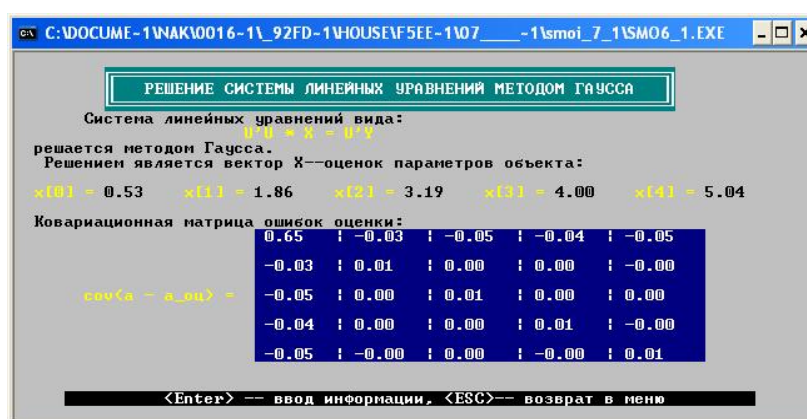 C:\DOCUME~1\NAK\0016~1\_92FD~1\HOUSE\F5EE~1\07_____~1\smoi_7_1\SMO6_1.EXE
РЕШЕНИЕ СИСТЕМЫ ЛИНЕЙНЫХ УРАВНЕНИЙ МЕТОДОМ ГАУССА
Система линейных уравнений вида:
U'U * X = U'Y
решается методом Гаусса.
Решением является вектор X--оценок параметров объекта:
x[0] = 0.53 x[1] = 1.86 x[2] = 3.19 x[3] = 4.00 x[4] = 5.04
Ковариационная матрица ошибок оценки:
0.65 ¦ -0.03 ¦ -0.05 ¦ -0.04 ¦ -0.05
-0.03 ¦ 0.01 ¦ 0.00 ¦ 0.00 ¦ -0.00
cov(a - a_оц) = -0.05 ¦ 0.00 ¦ 0.01 ¦ 0.00 ¦ 0.00
-0.04 ¦ 0.00 ¦ 0.00 ¦ 0.01 ¦ -0.00
-0.05 ¦ -0.00 ¦ 0.00 ¦ -0.00 ¦ 0.01
<Enter> -- ввод информации, <ESC>-- возврат в меню